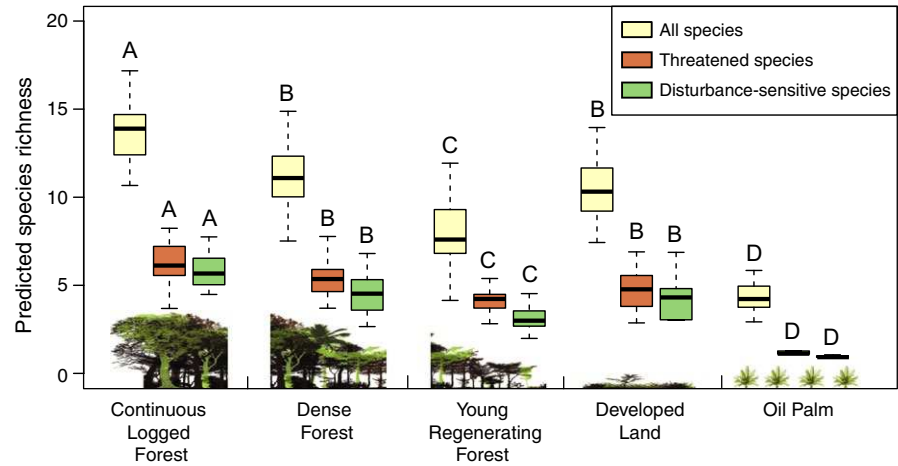 20
15
10
5
0
Predicted species richness
All species
Threatened species
Disturbance-sensitive species
A
A
A
B
B
B
C
C
C
B
B
B
D
D
D
Continuous
Logged
Forest
Dense
Forest
Young
Regenerating
Forest
Developed
Land
Oil Palm